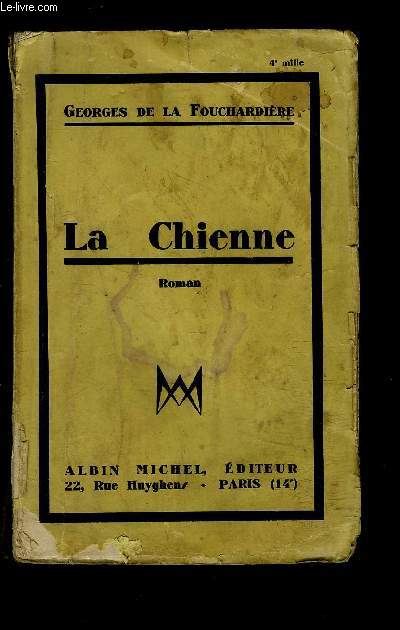 Le-livre.com
4e mille
GEORGES DE LA FOUCHARDIÈRE
La Chienne
Roman
ALBIN MICHEL, ÉDITEUR
22, Rue Huyghens - PARIS (14e)